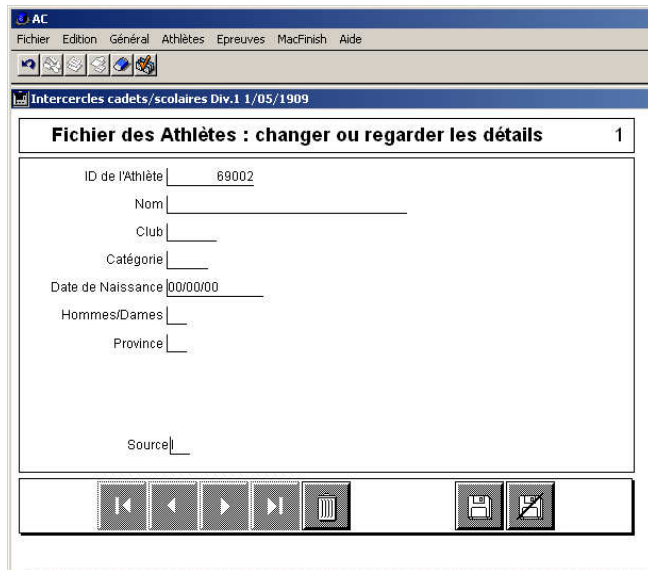 AC
Fichier Edition Général Athlètes Epreuves MacFinish Aide
Intercercles cadets/scolaires Div.1 1/05/1909
Fichier des Athlètes : changer ou regarder les détails 1
ID de l'Athlète 69002
Nom
Club
Catégorie
Date de Naissance 00/00/00
Hommes/Dames
Province
Source